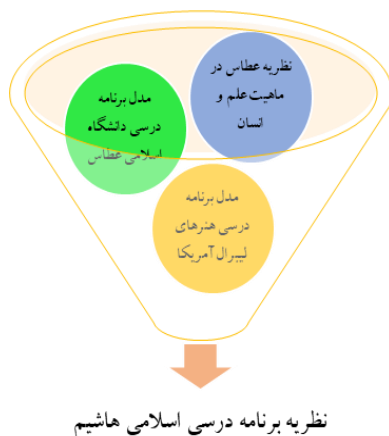 نظریه عطاس در
ماهیت علم و
انسان
مدل برنامه
درسی دانشگاه
اسلامی عطاس
مدل برنامه
درسی هنرهای
لیبرال آمریکا
نظریه برنامه درسی اسلامی هاشیم